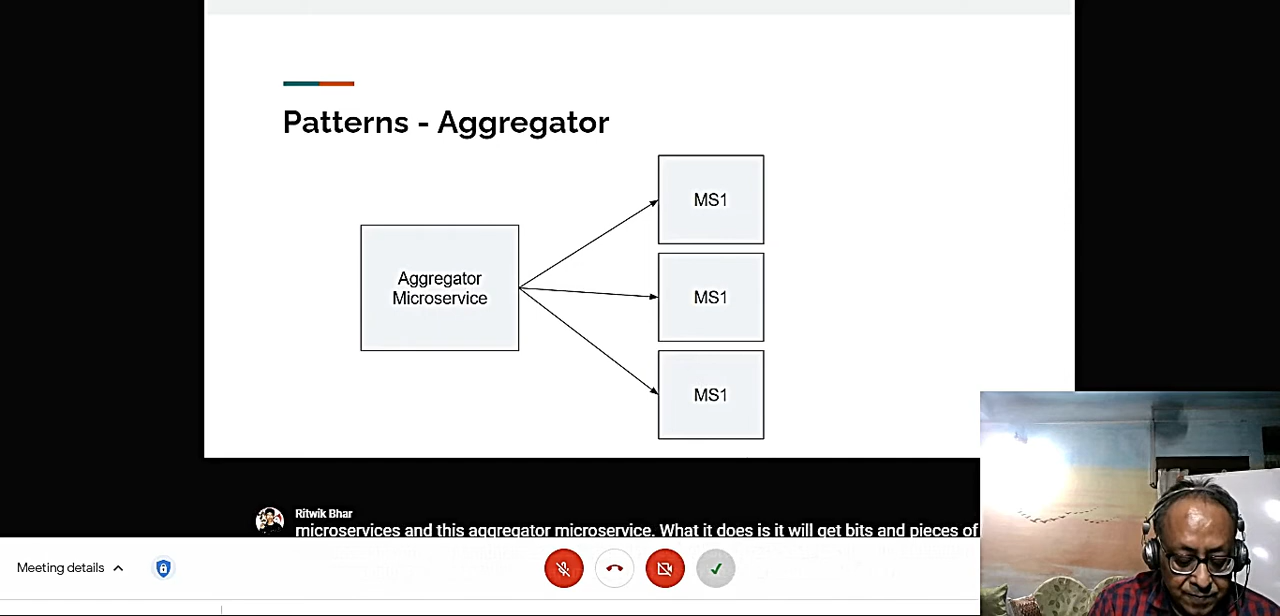 Patterns - Aggregator
MS1
Aggregator
Microservice
MS1
MS1
Ritwik Bhar
microservices and this aggregator microservice. What it does is it will get bits and pieces of
Meeting details